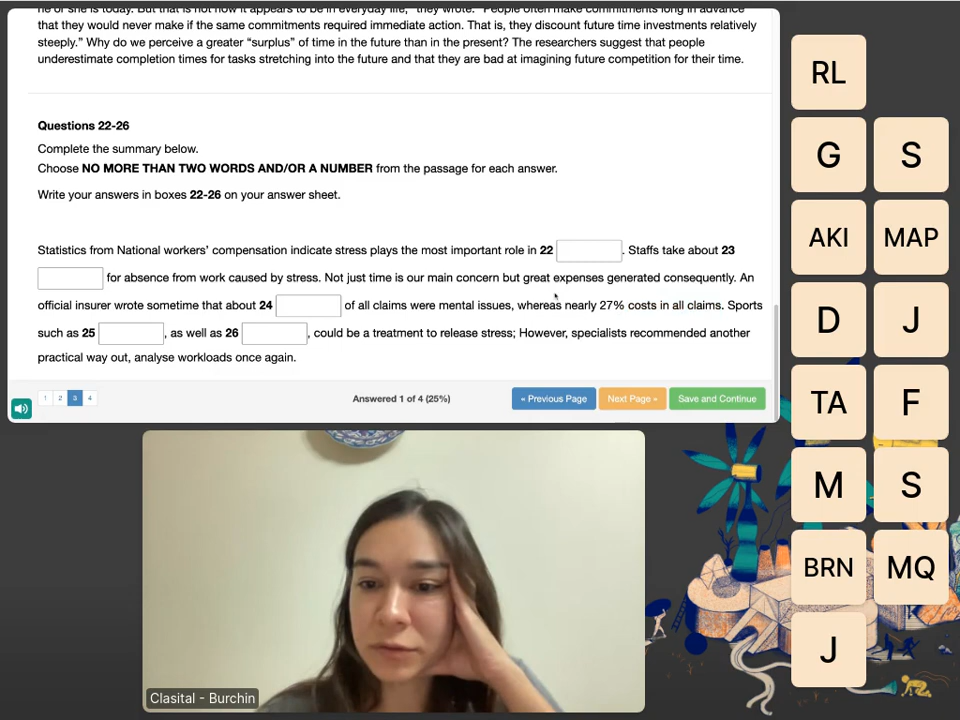 he or she is today. But that is not how it appears to be in everyday life," they wrote. "People often make commitments long in advance
that they would never make if the same commitments required immediate action. That is, they discount future time investments relatively
steeply.” Why do we perceive a greater “surplus” of time in the future than in the present? The researchers suggest that people
underestimate completion times for tasks stretching into the future and that they are bad at imagining future competition for their time.
Questions 22-26
Complete the summary below.
Choose NO MORE THAN TWO WORDS AND/OR A NUMBER from the passage for each answer.
Write your answers in boxes 22-26 on your answer sheet.
Statistics from National workers’ compensation indicate stress plays the most important role in 22 . Staffs take about 23
for absence from work caused by stress. Not just time is our main concern but great expenses generated consequently. An
official insurer wrote sometime that about 24 of all claims were mental issues, whereas nearly 27% costs in all claims. Sports
such as 25 , as well as 26 , could be a treatment to release stress; However, specialists recommended another
practical way out, analyse workloads once again.
1 2 3 4
Answered 1 of 4 (25%)
« Previous Page
Next Page »
Save and Continue
Clasital - Burchin
RL
G
S
AKI
MAP
D
J
TA
F
M
S
BRN
MQ
J